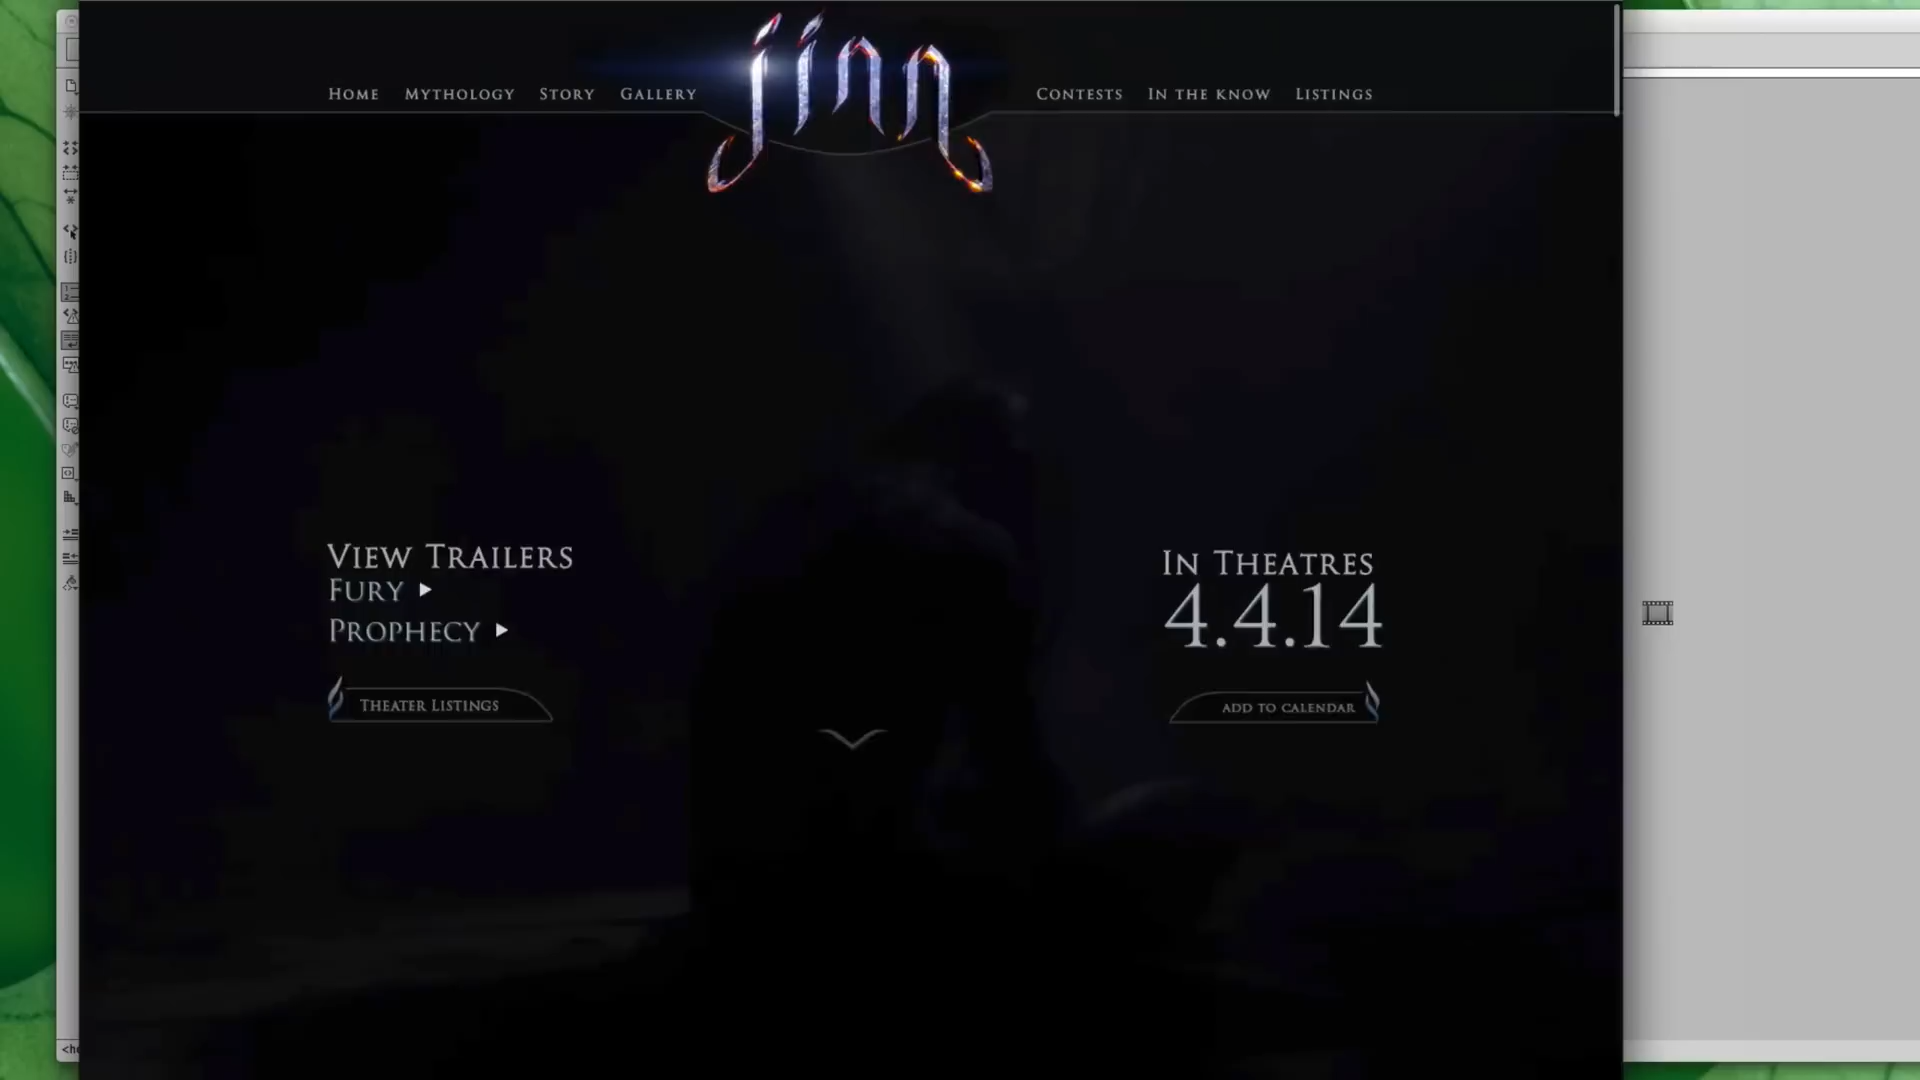 jinn
HOME MYTHOLOGY STORY GALLERY
CONTESTS IN THE KNOW LISTINGS
VIEW TRAILERS
FURY
PROPHECY
THEATER LISTINGS
IN THEATRES
4.4.14
ADD TO CALENDAR